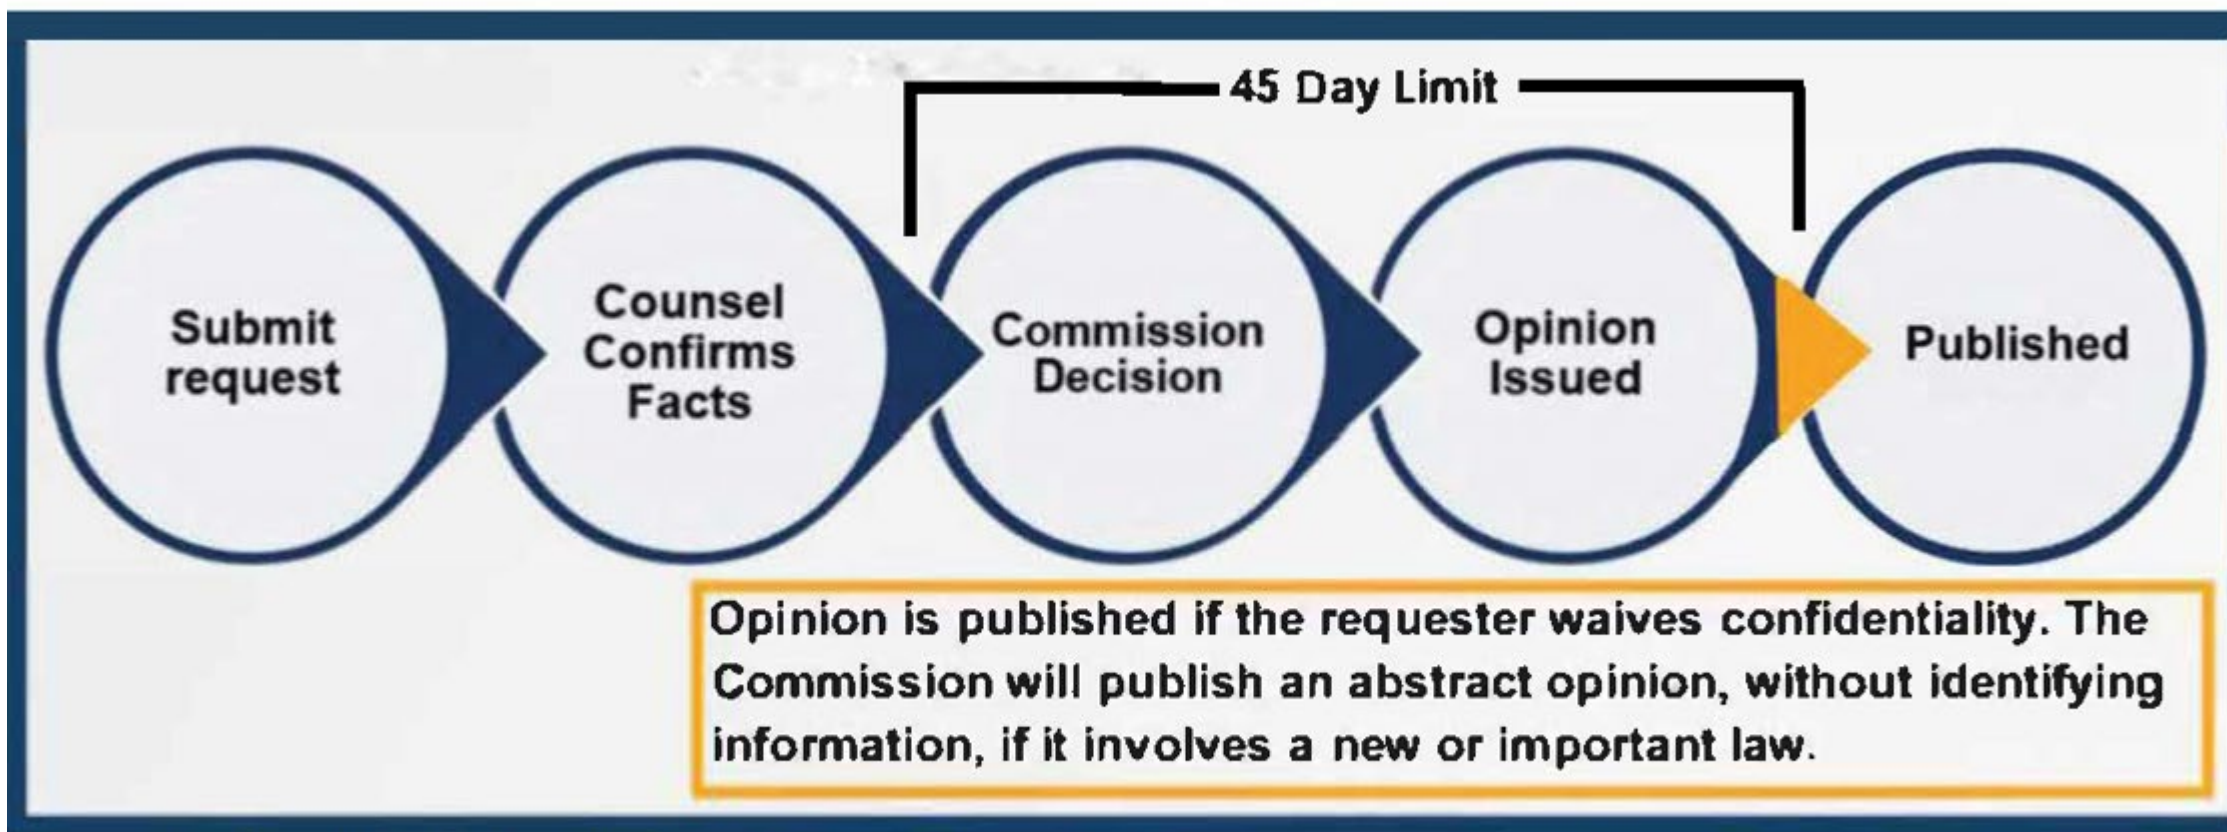 45 Day Limit
Submit
request
Counsel
Confirms
Facts
Commission
Decision
Opinion
Issued
Published
Opinion is published if the requester waives confidentiality. The
Commission will publish an abstract opinion, without identifying
information, if it involves a new or important law.